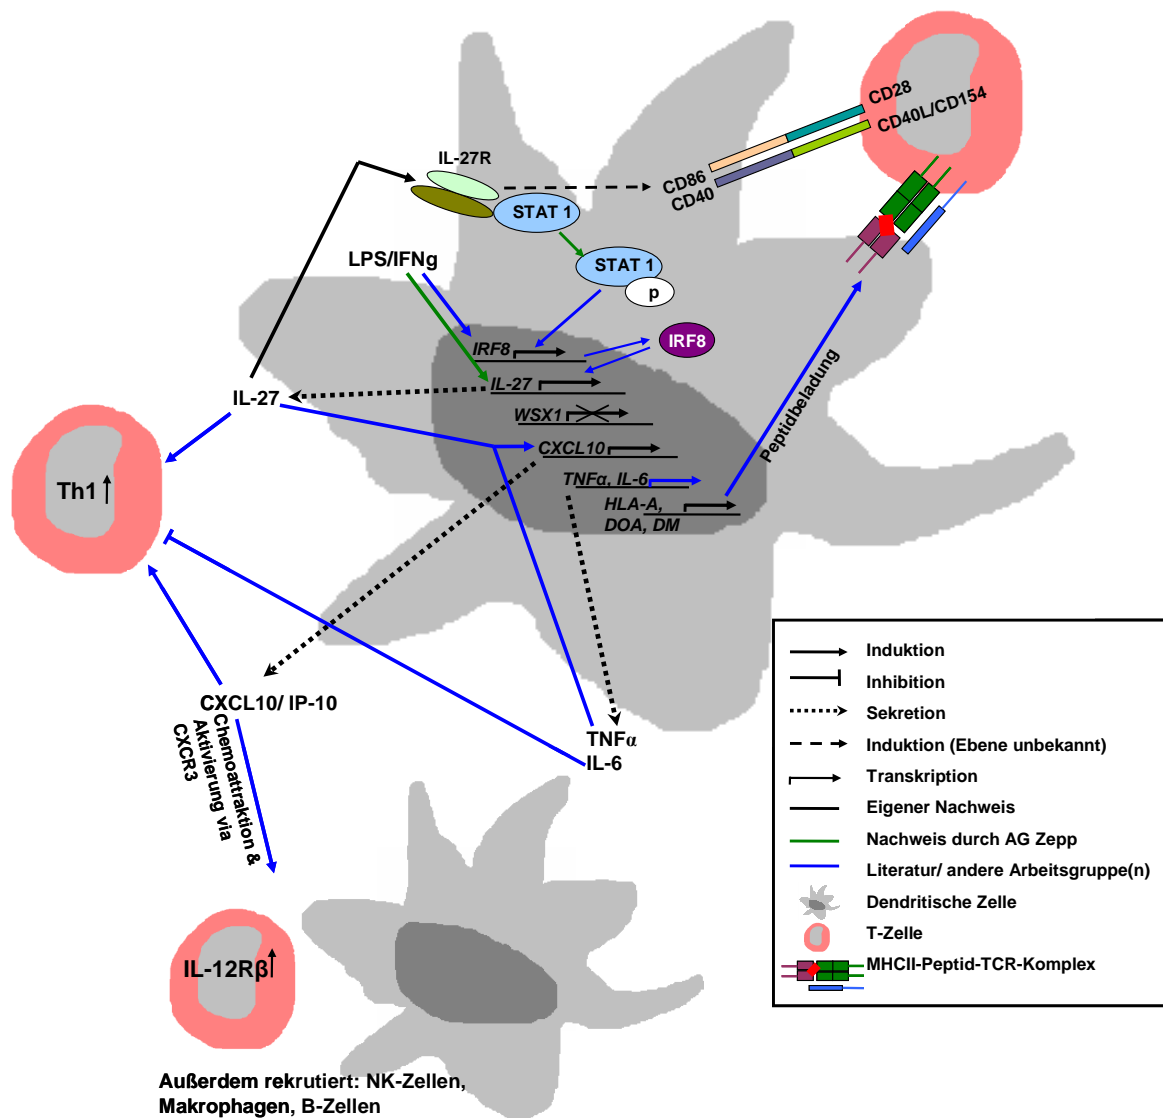 CD28
CD40L/CD154
IL-27R
CD86
CD40
STAT 1
LPS/IFNg
STAT 1
p
IRF8
IRF8
IL-27
IL-27
WSX1
Peptidbeladung
Th1
CXCL10
TNFα, IL-6
HLA-A,
DOA, DM
CXCL10/ IP-10
Chemoattraktion &
Aktivierung via
CXCR3
TNFα
IL-6
IL-12Rβ
Außerdem rekrutiert: NK-Zellen,
Makrophagen, B-Zellen
Induktion
Inhibition
Sekretion
Induktion (Ebene unbekannt)
Transkription
Eigener Nachweis
Nachweis durch AG Zepp
Literatur/ andere Arbeitsgruppe(n)
Dendritische Zelle
T-Zelle
MHCII-Peptid-TCR-Komplex